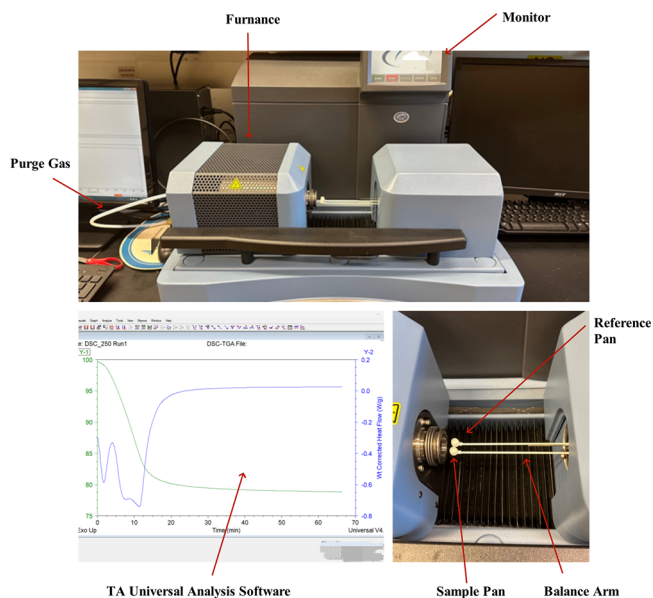 Furnance
Monitor
Purge Gas
Reference
Pan
e: DSC_250 Run1
DSC-TGA File:
Y-1
Y-2
100
95
90
85
80
75
0.2
0.0
-0.2
-0.4
-0.6
-0.8
Wt Corrected Heat Flow (W/g)
0
10
20
30
40
50
60
70
Exo Up
Time (min)
Universal V4.
TA Universal Analysis Software
Sample Pan
Balance Arm